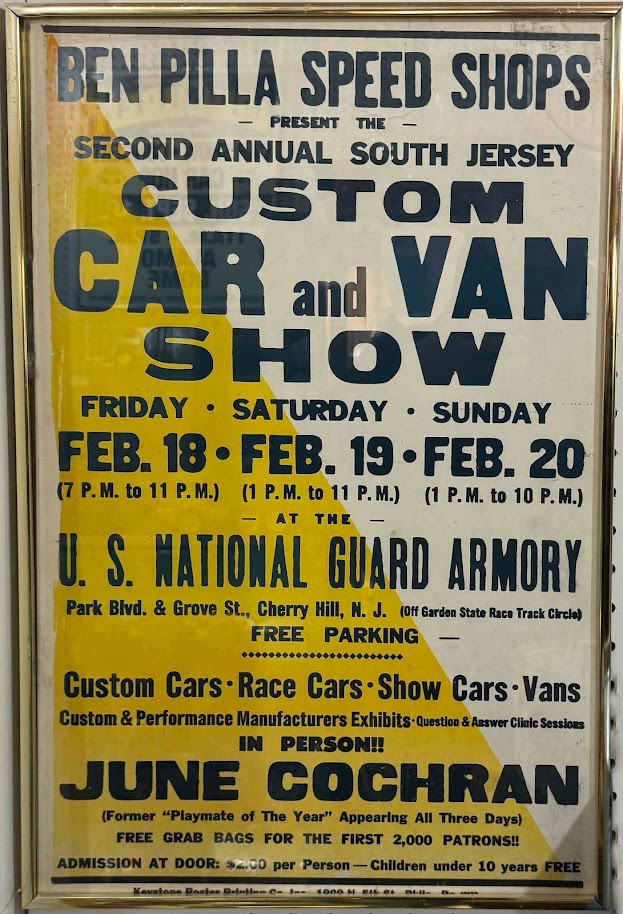 BEN PILLA SPEED SHOPS
— PRESENT THE —
SECOND ANNUAL SOUTH JERSEY
CUSTOM
CAR and VAN
SHOW
FRIDAY • SATURDAY • SUNDAY
FEB. 18 • FEB. 19 • FEB. 20
(7 P.M. to 11 P.M.) (1 P.M. to 11 P.M.) (1 P.M. to 10 P.M.)
— AT THE —
U. S. NATIONAL GUARD ARMORY
Park Blvd. & Grove St., Cherry Hill, N. J. (Off Garden State Race Track Circle)
FREE PARKING —
Custom Cars • Race Cars • Show Cars • Vans
Custom & Performance Manufacturers Exhibits • Question & Answer Clinic Sessions
IN PERSON!!
JUNE COCHRAN
(Former "Playmate of The Year" Appearing All Three Days)
FREE GRAB BAGS FOR THE FIRST 2,000 PATRONS!!
ADMISSION AT DOOR: $2.00 per Person — Children under 10 years FREE
Keystone Poster Printing Co. Inc.